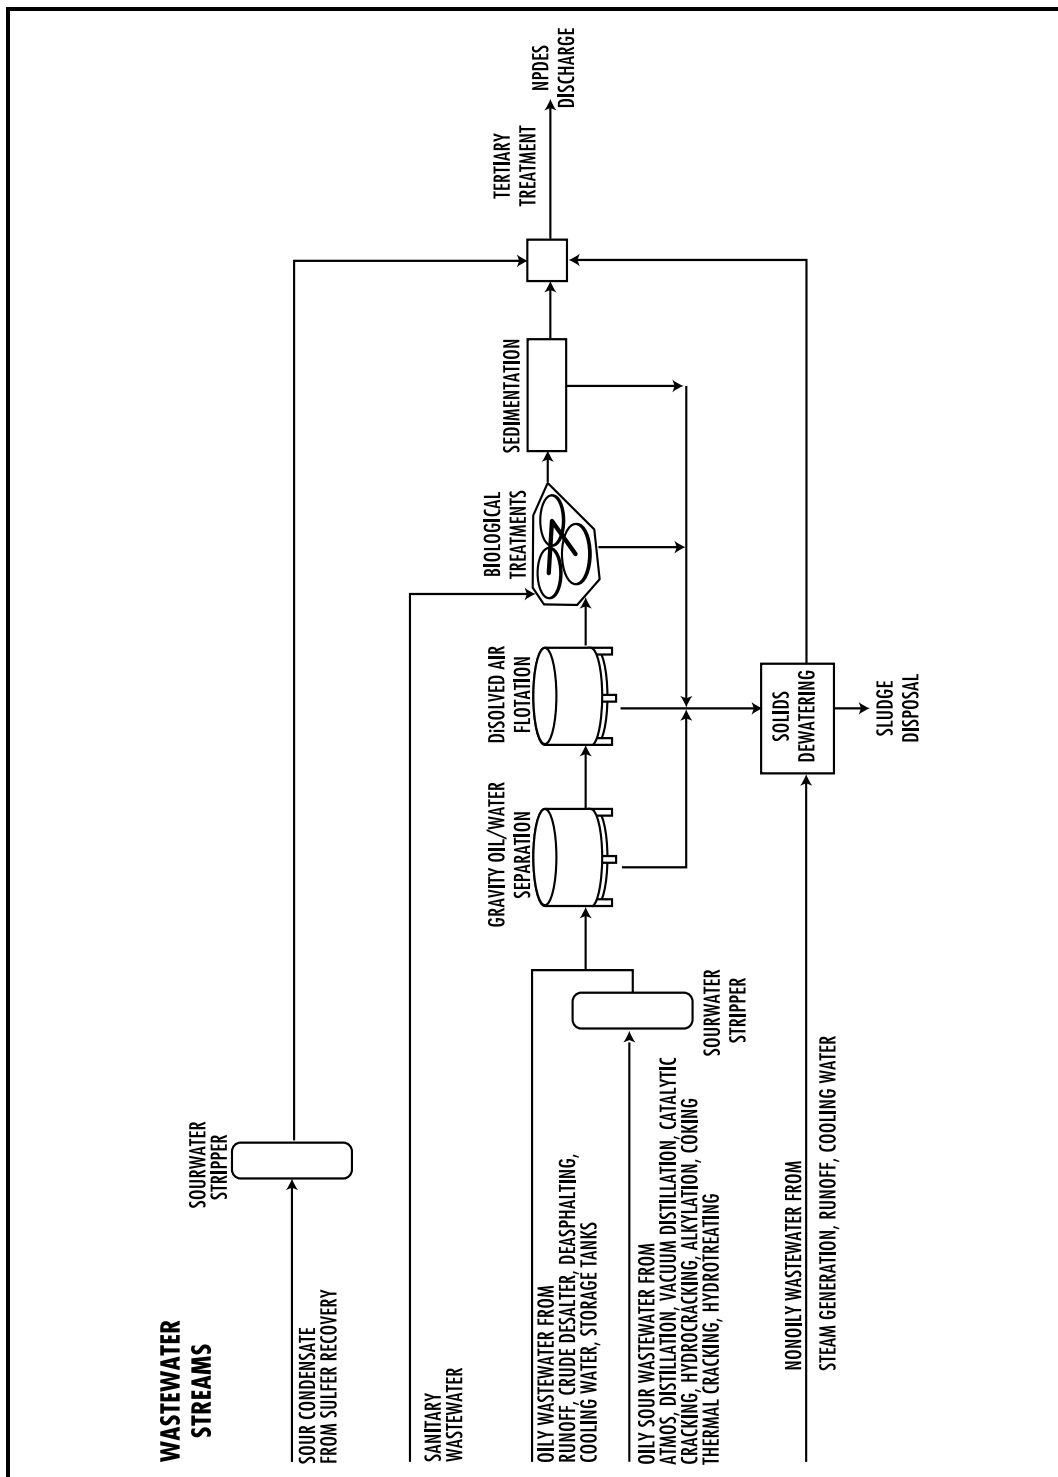 WASTEWATER
STREAMS
SOUR CONDENSATE
FROM SULFER RECOVERY
SOURWATER
STRIPPER
SANITARY
WASTEWATER
OILY WASTEWATER FROM
RUNOFF, CRUDE DESALTER, DEASPHALTING,
COOLING WATER, STORAGE TANKS
OILY SOUR WASTEWATER FROM
ATMOS, DISTILLATION, VACUUM DISTILLATION, CATALYTIC
CRACKING, HYDROCRACKING, ALKYLATION, COKING
THERMAL CRACKING, HYDROTREATING
SOURWATER
STRIPPER
NONOILY WASTEWATER FROM
STEAM GENERATION, RUNOFF, COOLING WATER
GRAVITY OIL/WATER
SEPARATION
DiSOLVED AIR
FLOTATION
BIOLOGICAL
TREATMENTS
SEDIMENTATION
SOLIDS
DEWATERING
SLUDGE
DISPOSAL
TERTIARY
TREATMENT
NPDES
DISCHARGE